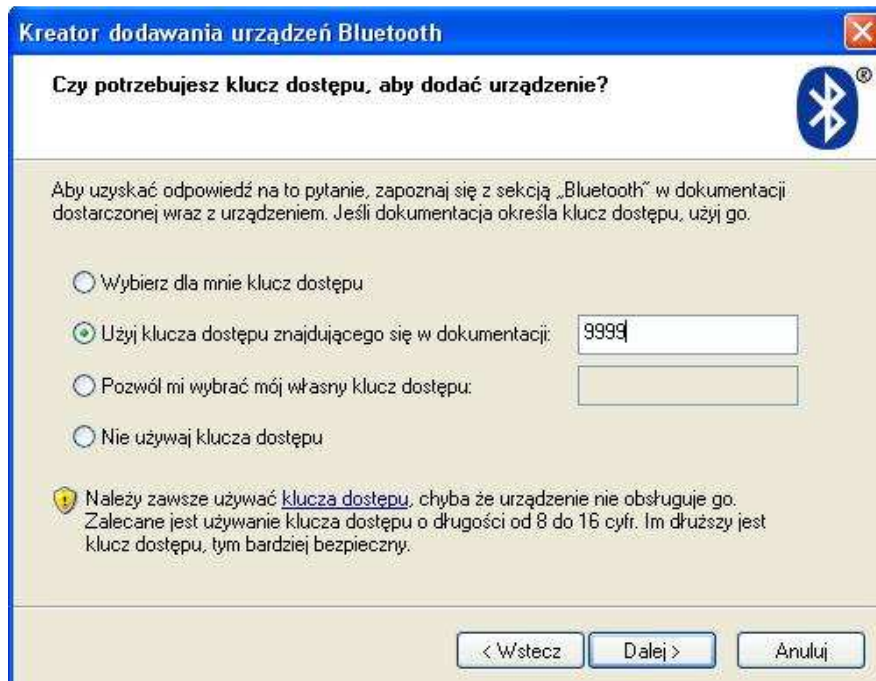 Kreator dodawania urządzeń Bluetooth
Czy potrzebujesz klucz dostępu, aby dodać urządzenie?
®
Aby uzyskać odpowiedź na to pytanie, zapoznaj się z sekcją „Bluetooth” w dokumentacji
dostarczonej wraz z urządzeniem. Jeśli dokumentacja określa klucz dostępu, użyj go.
Wybierz dla mnie klucz dostępu
Użyj klucza dostępu znajdującego się w dokumentacji: 9999
Pozwól mi wybrać mój własny klucz dostępu:
Nie używaj klucza dostępu
Należy zawsze używać klucza dostępu, chyba że urządzenie nie obsługuje go.
Zalecane jest używanie klucza dostępu o długości od 8 do 16 cyfr. Im dłuższy jest
klucz dostępu, tym bardziej bezpieczny.
< Wstecz Dalej > Anuluj